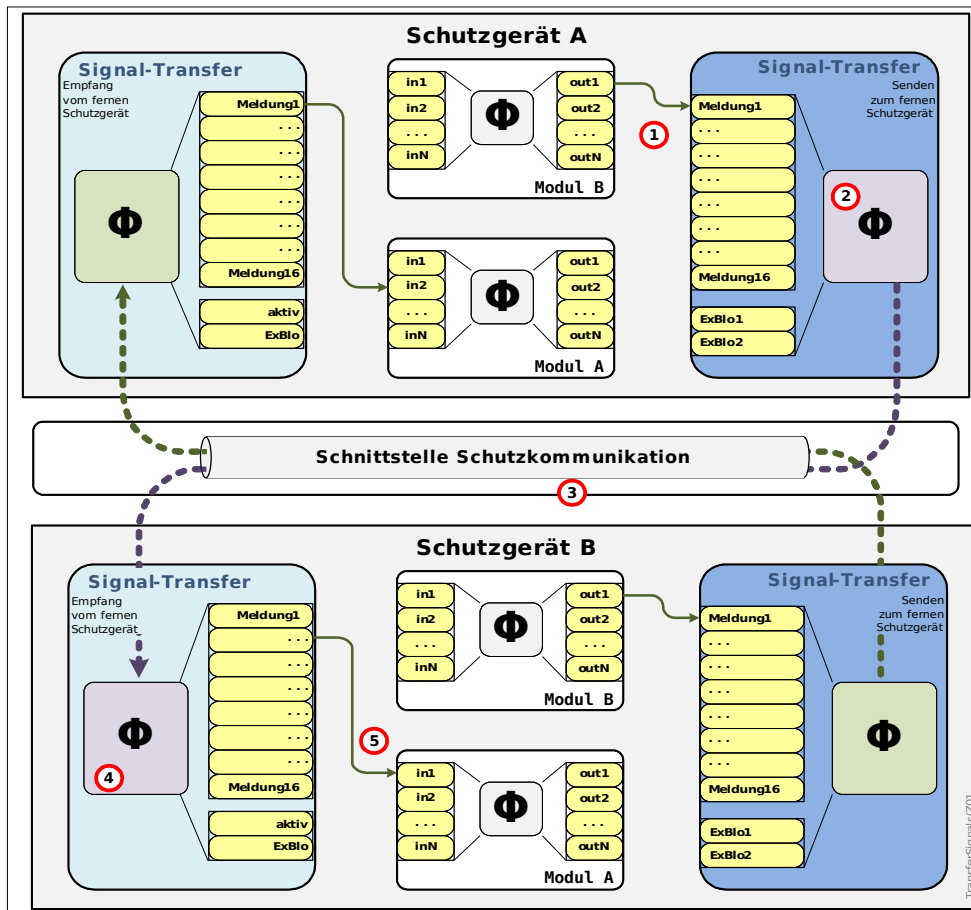 Schutzgerät A
Signal-Transfer
Empfang
vom fernen
Schutzgerät
Meldung1
...
...
...
...
...
...
Meldung16
aktiv
ExBlo
Φ
in1
in2
...
inN
Φ
out1
out2
...
outN
Modul B
in1
in2
...
inN
Φ
out1
out2
...
outN
Modul A
1
Signal-Transfer
Senden
zum fernen
Schutzgerät
Meldung1
...
...
...
...
...
...
Meldung16
ExBlo1
ExBlo2
2
Φ
Schnittstelle Schutzkommunikation
3
Schutzgerät B
Signal-Transfer
Empfang
vom fernen
Schutzgerät
Meldung1
...
...
...
...
...
...
Meldung16
aktiv
ExBlo
Φ
4
5
in1
in2
...
inN
Φ
out1
out2
...
outN
Modul B
in1
in2
...
inN
Φ
out1
out2
...
outN
Modul A
Signal-Transfer
Senden
zum fernen
Schutzgerät
Meldung1
...
...
...
...
...
...
Meldung16
ExBlo1
ExBlo2
Φ